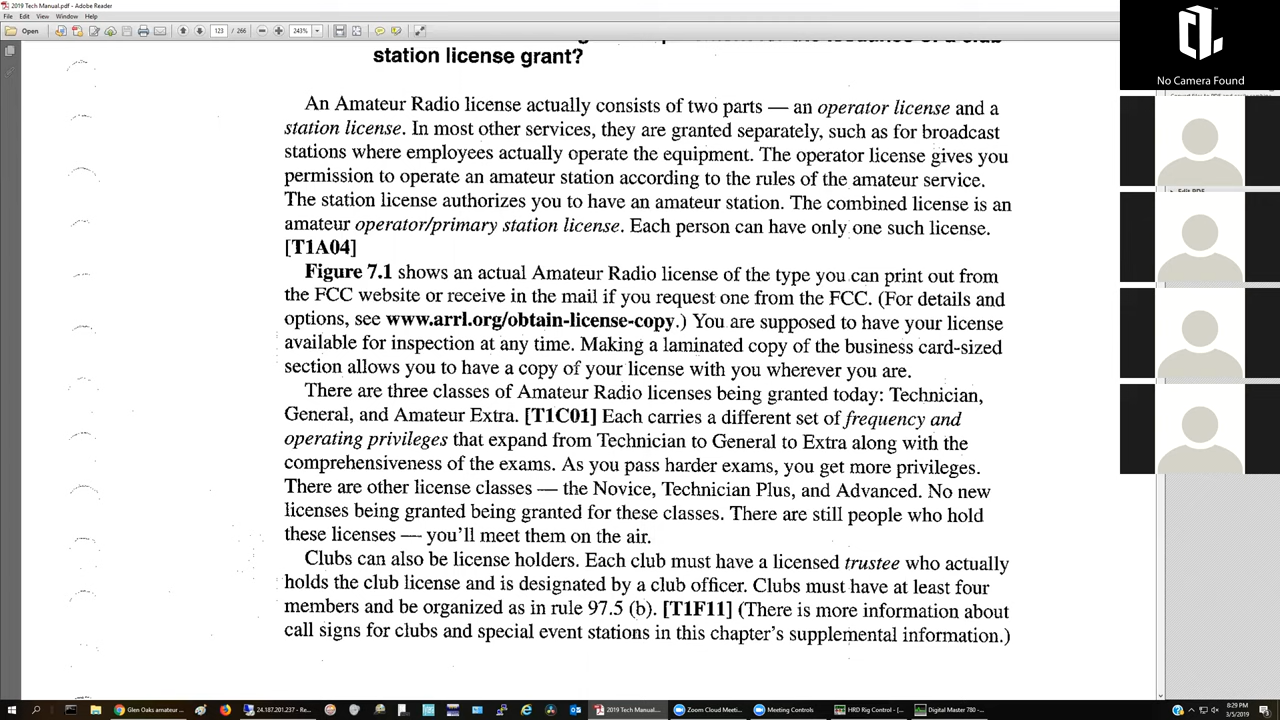 2019 Tech Manual.pdf - Adobe Reader
File Edit View Window Help
Open 123 / 266 243%
station license grant?
An Amateur Radio license actually consists of two parts — an operator license and a
station license. In most other services, they are granted separately, such as for broadcast
stations where employees actually operate the equipment. The operator license gives you
permission to operate an amateur station according to the rules of the amateur service.
The station license authorizes you to have an amateur station. The combined license is an
amateur operator/primary station license. Each person can have only one such license.
[T1A04]
Figure 7.1 shows an actual Amateur Radio license of the type you can print out from
the FCC website or receive in the mail if you request one from the FCC. (For details and
options, see www.arrl.org/obtain-license-copy.) You are supposed to have your license
available for inspection at any time. Making a laminated copy of the business card-sized
section allows you to have a copy of your license with you wherever you are.
There are three classes of Amateur Radio licenses being granted today: Technician,
General, and Amateur Extra. [T1C01] Each carries a different set of frequency and
operating privileges that expand from Technician to General to Extra along with the
comprehensiveness of the exams. As you pass harder exams, you get more privileges.
There are other license classes — the Novice, Technician Plus, and Advanced. No new
licenses being granted being granted for these classes. There are still people who hold
these licenses — you'll meet them on the air.
Clubs can also be license holders. Each club must have a licensed trustee who actually
holds the club license and is designated by a club officer. Clubs must have at least four
members and be organized as in rule 97.5 (b). [T1F11] (There is more information about
call signs for clubs and special event stations in this chapter's supplemental information.)
No Camera Found
Edit PDF
Glen Oaks amateur ...
24.187.201.237 - Re...
2019 Tech Manual....
Zoom Cloud Meeti...
Meeting Controls
HRD Rig Control - ...
Digital Master 780 - ...
8:29 PM
3/5/2019